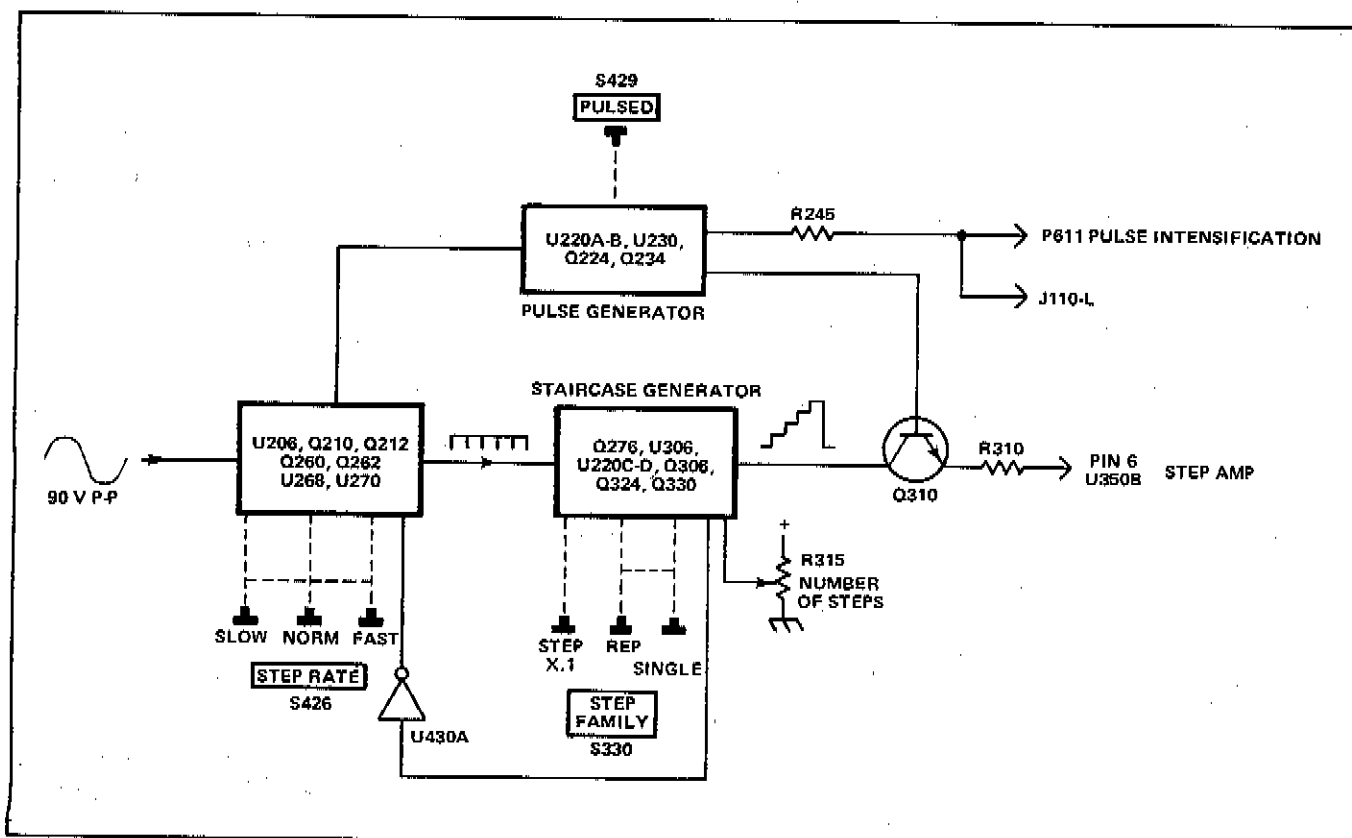 S429
PULSED
U220A-B, U230,
Q224, Q234
PULSE GENERATOR
R245
P611 PULSE INTENSIFICATION
J110-L
STAIRCASE GENERATOR
90 V P-P
U206, Q210, Q212
Q260, Q262
U268, U270
Q276, U306,
U220C-D, Q306,
Q324, Q330
Q310
R310
PIN 6
U350B
STEP AMP
+
R315
NUMBER
OF STEPS
SLOW
NORM
FAST
STEP RATE
S426
U430A
STEP
X.1
REP
SINGLE
STEP
FAMILY
S330